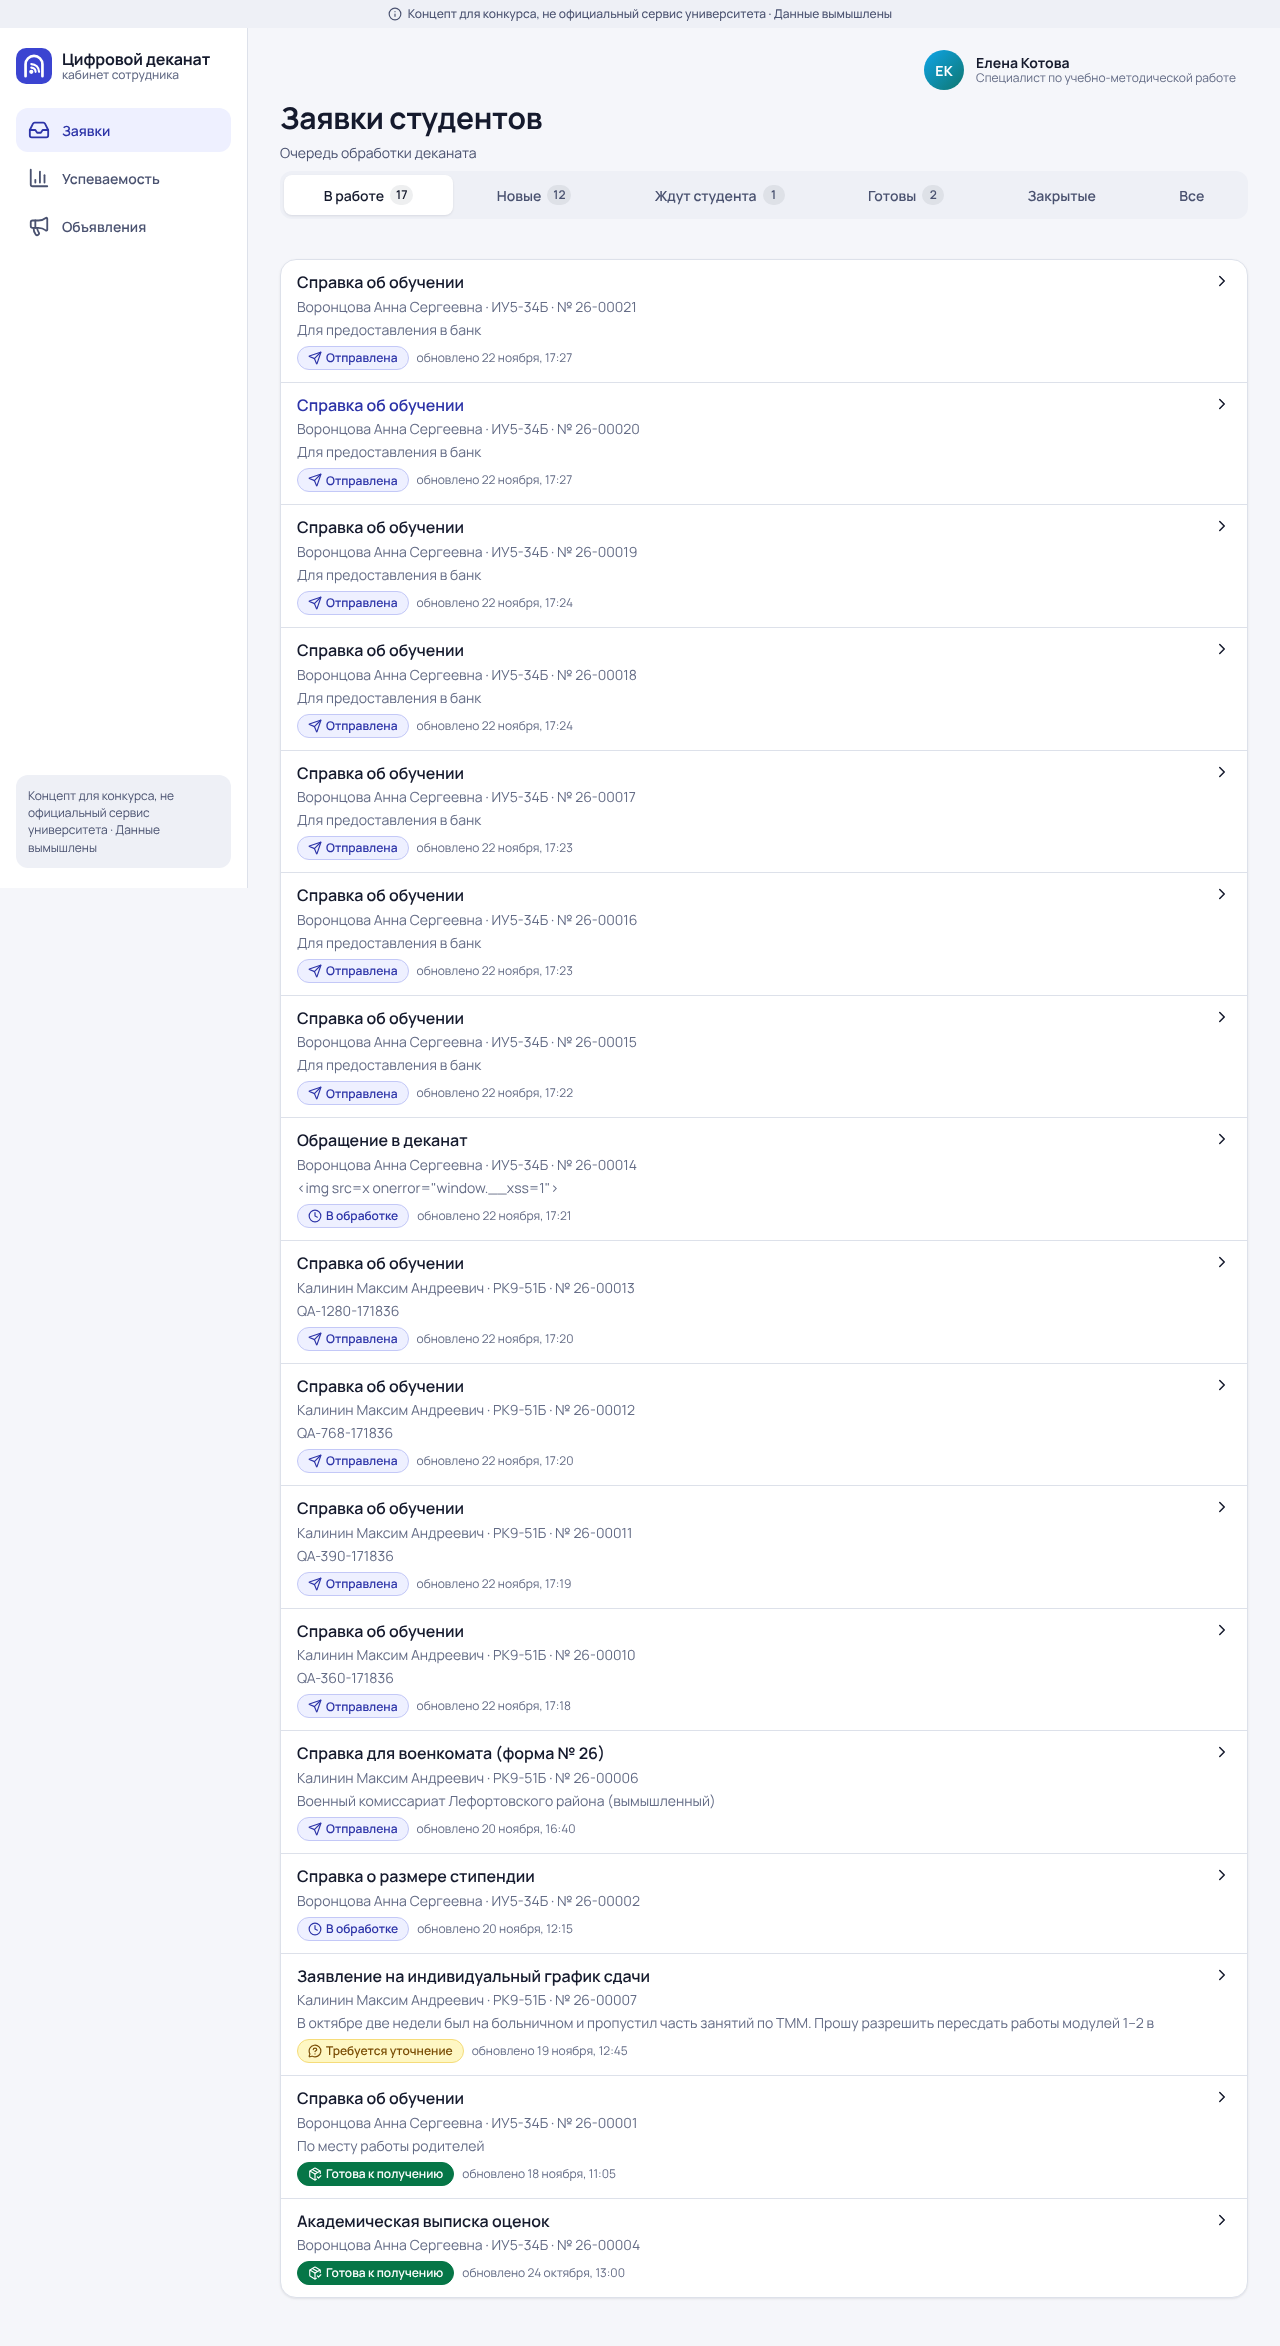 Концепт для конкурса, не официальный сервис университета · Данные вымышлены
Цифровой деканат
кабинет сотрудника
Заявки
Успеваемость
Объявления
Концепт для конкурса, не
официальный сервис
университета · Данные
вымышлены
ЕК
Елена Котова
Специалист по учебно-методической работе
Заявки студентов
Очередь обработки деканата
В работе 17
Новые 12
Ждут студента 1
Готовы 2
Закрытые
Все
Справка об обучении
Воронцова Анна Сергеевна · ИУ5-34Б · № 26-00021
Для предоставления в банк
Отправлена обновлено 22 ноября, 17:27
Справка об обучении
Воронцова Анна Сергеевна · ИУ5-34Б · № 26-00020
Для предоставления в банк
Отправлена обновлено 22 ноября, 17:27
Справка об обучении
Воронцова Анна Сергеевна · ИУ5-34Б · № 26-00019
Для предоставления в банк
Отправлена обновлено 22 ноября, 17:24
Справка об обучении
Воронцова Анна Сергеевна · ИУ5-34Б · № 26-00018
Для предоставления в банк
Отправлена обновлено 22 ноября, 17:24
Справка об обучении
Воронцова Анна Сергеевна · ИУ5-34Б · № 26-00017
Для предоставления в банк
Отправлена обновлено 22 ноября, 17:23
Справка об обучении
Воронцова Анна Сергеевна · ИУ5-34Б · № 26-00016
Для предоставления в банк
Отправлена обновлено 22 ноября, 17:23
Справка об обучении
Воронцова Анна Сергеевна · ИУ5-34Б · № 26-00015
Для предоставления в банк
Отправлена обновлено 22 ноября, 17:22
Обращение в деканат
Воронцова Анна Сергеевна · ИУ5-34Б · № 26-00014
<img src=x onerror="window.__xss=1">
В обработке обновлено 22 ноября, 17:21
Справка об обучении
Калинин Максим Андреевич · РК9-51Б · № 26-00013
QA-1280-171836
Отправлена обновлено 22 ноября, 17:20
Справка об обучении
Калинин Максим Андреевич · РК9-51Б · № 26-00012
QA-768-171836
Отправлена обновлено 22 ноября, 17:20
Справка об обучении
Калинин Максим Андреевич · РК9-51Б · № 26-00011
QA-390-171836
Отправлена обновлено 22 ноября, 17:19
Справка об обучении
Калинин Максим Андреевич · РК9-51Б · № 26-00010
QA-360-171836
Отправлена обновлено 22 ноября, 17:18
Справка для военкомата (форма № 26)
Калинин Максим Андреевич · РК9-51Б · № 26-00006
Военный комиссариат Лефортовского района (вымышленный)
Отправлена обновлено 20 ноября, 16:40
Справка о размере стипендии
Воронцова Анна Сергеевна · ИУ5-34Б · № 26-00002
В обработке обновлено 20 ноября, 12:15
Заявление на индивидуальный график сдачи
Калинин Максим Андреевич · РК9-51Б · № 26-00007
В октябре две недели был на больничном и пропустил часть занятий по ТММ. Прошу разрешить пересдать работы модулей 1–2 в
Требуется уточнение обновлено 19 ноября, 12:45
Справка об обучении
Воронцова Анна Сергеевна · ИУ5-34Б · № 26-00001
По месту работы родителей
Готова к получению обновлено 18 ноября, 11:05
Академическая выписка оценок
Воронцова Анна Сергеевна · ИУ5-34Б · № 26-00004
Готова к получению обновлено 24 октября, 13:00